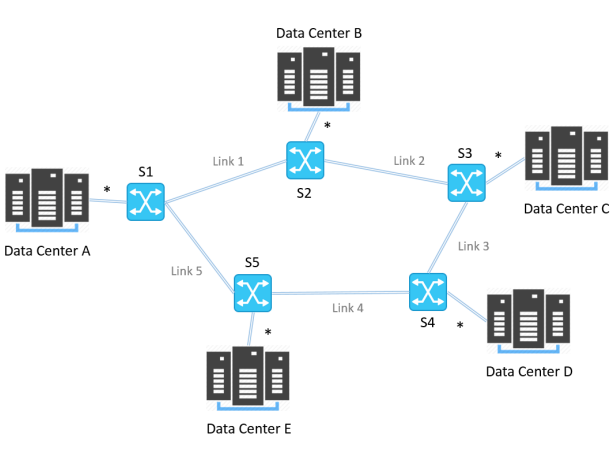 Data Center B
*
S3
*
Link 1
Link 2
S1
*
S2
Data Center C
Data Center A
Link 3
S5
Link 5
Link 4
S4
*
*
Data Center D
Data Center E